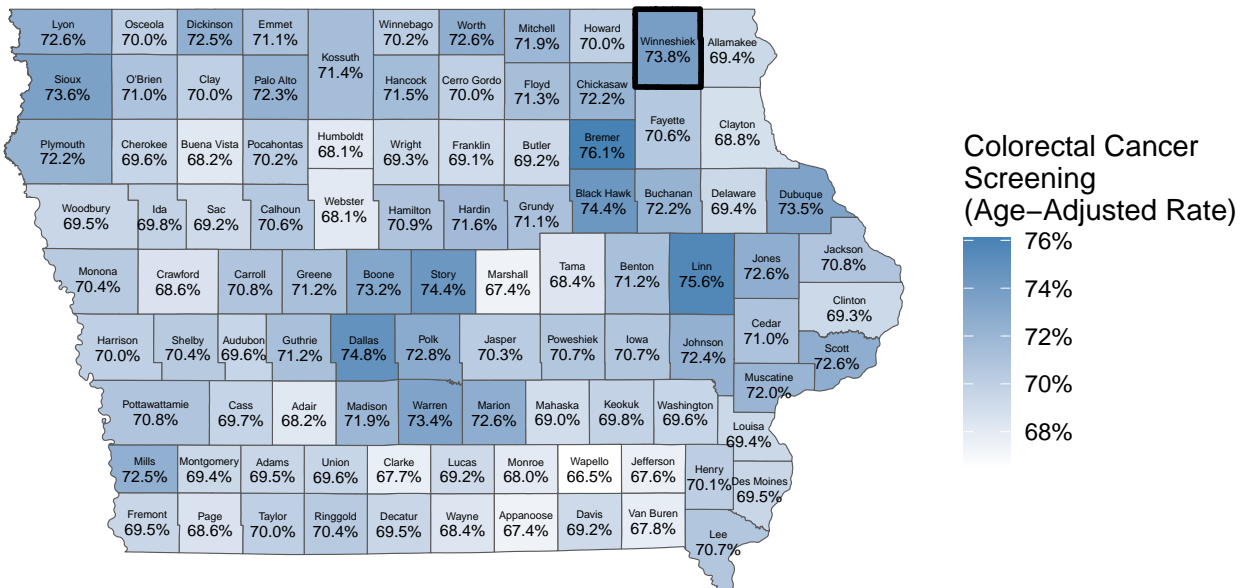 Lyon
72.6%
Osceola
70.0%
Dickinson
72.5%
Emmet
71.1%
Kossuth
71.4%
Winnebago
70.2%
Worth
72.6%
Mitchell
71.9%
Howard
70.0%
Winneshiek
73.8%
Allamakee
69.4%
Sioux
73.6%
O'Brien
71.0%
Clay
70.0%
Palo Alto
72.3%
Hancock
71.5%
Cerro Gordo
70.0%
Floyd
71.3%
Chickasaw
72.2%
Plymouth
72.2%
Cherokee
69.6%
Buena Vista
68.2%
Pocahontas
70.2%
Humboldt
68.1%
Wright
69.3%
Franklin
69.1%
Butler
69.2%
Bremer
76.1%
Fayette
70.6%
Clayton
68.8%
Woodbury
69.5%
Ida
69.8%
Sac
69.2%
Calhoun
70.6%
Webster
68.1%
Hamilton
70.9%
Hardin
71.6%
Grundy
71.1%
Black Hawk
74.4%
Buchanan
72.2%
Delaware
69.4%
Dubuque
73.5%
Monona
70.4%
Crawford
68.6%
Carroll
70.8%
Greene
71.2%
Boone
73.2%
Story
74.4%
Marshall
67.4%
Tama
68.4%
Benton
71.2%
Linn
75.6%
Jones
72.6%
Jackson
70.8%
Clinton
69.3%
Harrison
70.0%
Shelby
70.4%
Audubon
69.6%
Guthrie
71.2%
Dallas
74.8%
Polk
72.8%
Jasper
70.3%
Poweshiek
70.7%
Iowa
70.7%
Johnson
72.4%
Cedar
71.0%
Scott
72.6%
Muscatine
72.0%
Pottawattamie
70.8%
Cass
69.7%
Adair
68.2%
Madison
71.9%
Warren
73.4%
Marion
72.6%
Mahaska
69.0%
Keokuk
69.8%
Washington
69.6%
Louisa
69.4%
Mills
72.5%
Montgomery
69.4%
Adams
69.5%
Union
69.6%
Clarke
67.7%
Lucas
69.2%
Monroe
68.0%
Wapello
66.5%
Jefferson
67.6%
Henry
70.1%
Des Moines
69.5%
Fremont
69.5%
Page
68.6%
Taylor
70.0%
Ringgold
70.4%
Decatur
69.5%
Wayne
68.4%
Appanoose
67.4%
Davis
69.2%
Van Buren
67.8%
Lee
70.7%
Colorectal Cancer
Screening
(Age−Adjusted Rate)
76%
74%
72%
70%
68%